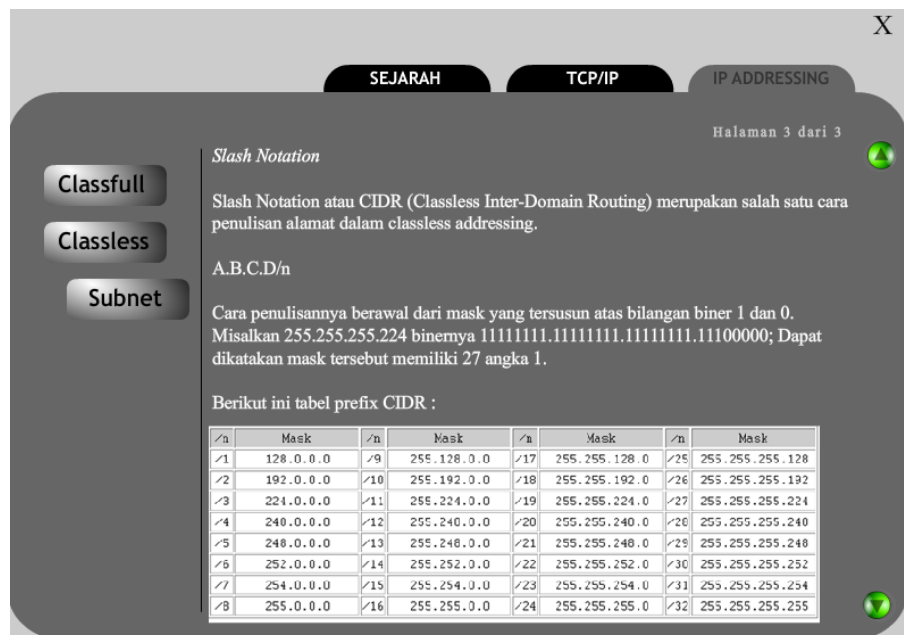 X
SEJARAH TCP/IP IP ADDRESSING
Halaman 3 dari 3
Classfull
Classless
Subnet
Slash Notation
Slash Notation atau CIDR (Classless Inter-Domain Routing) merupakan salah satu cara
penulisan alamat dalam classless addressing.
A.B.C.D/n
Cara penulisannya berawal dari mask yang tersusun atas bilangan biner 1 dan 0.
Misalkan 255.255.255.224 binernya 11111111.11111111.11111111.11100000; Dapat
dikatakan mask tersebut memiliki 27 angka 1.
Berikut ini tabel prefix CIDR :
/n Mask /n Mask /n Mask /n Mask
/1 128.0.0.0 /9 255.128.0.0 /17 255.255.128.0 /25 255.255.255.128
/2 192.0.0.0 /10 255.192.0.0 /18 255.255.192.0 /26 255.255.255.192
/3 224.0.0.0 /11 255.224.0.0 /19 255.255.224.0 /27 255.255.255.224
/4 240.0.0.0 /12 255.240.0.0 /20 255.255.240.0 /28 255.255.255.240
/5 248.0.0.0 /13 255.248.0.0 /21 255.255.248.0 /29 255.255.255.248
/6 252.0.0.0 /14 255.252.0.0 /22 255.255.252.0 /30 255.255.255.252
/7 254.0.0.0 /15 255.254.0.0 /23 255.255.254.0 /31 255.255.255.254
/8 255.0.0.0 /16 255.255.0.0 /24 255.255.255.0 /32 255.255.255.255